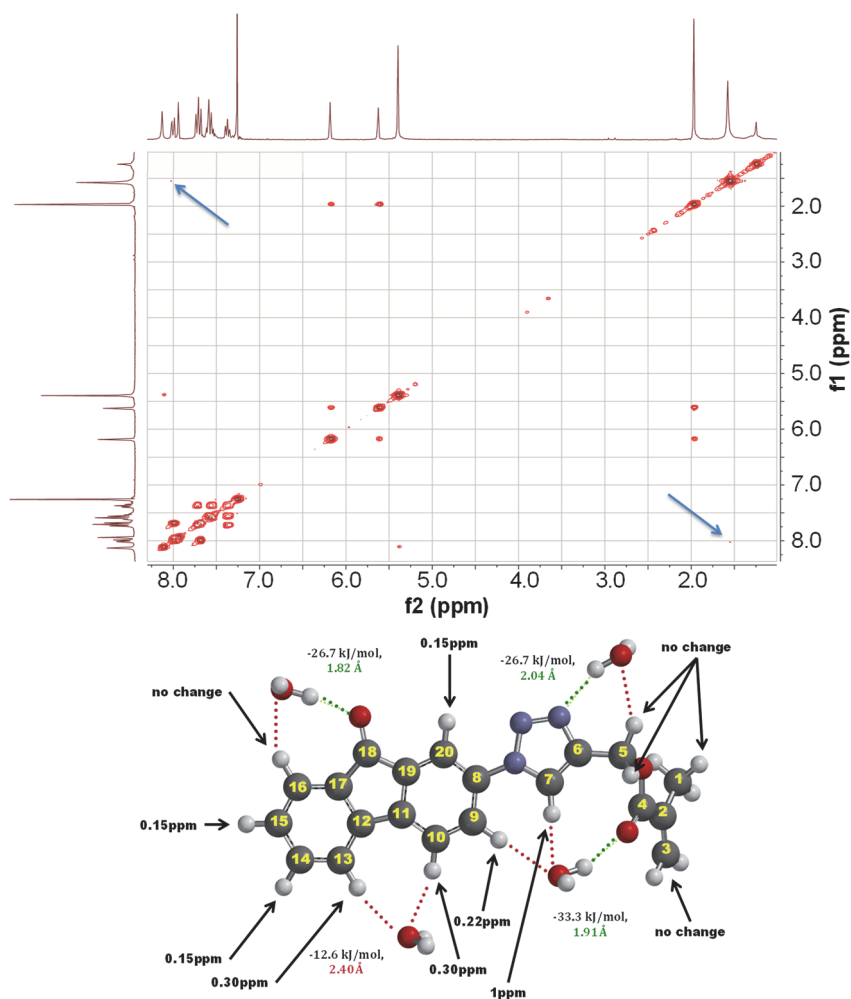 2.0
3.0
4.0
5.0
6.0
7.0
8.0
f1 (ppm)
8.0 7.0 6.0 5.0 4.0 3.0 2.0
f2 (ppm)
-26.7 kJ/mol,
1.82 Å
0.15ppm
-26.7 kJ/mol,
2.04 Å
no change
no change
18
20
6
5
1
16
17
19
8
7
4
2
15
12
11
9
3
14
13
10
0.15ppm
0.15ppm
0.30ppm
-12.6 kJ/mol,
2.40Å
0.30ppm
0.22ppm
1ppm
-33.3 kJ/mol,
1.91Å
no change